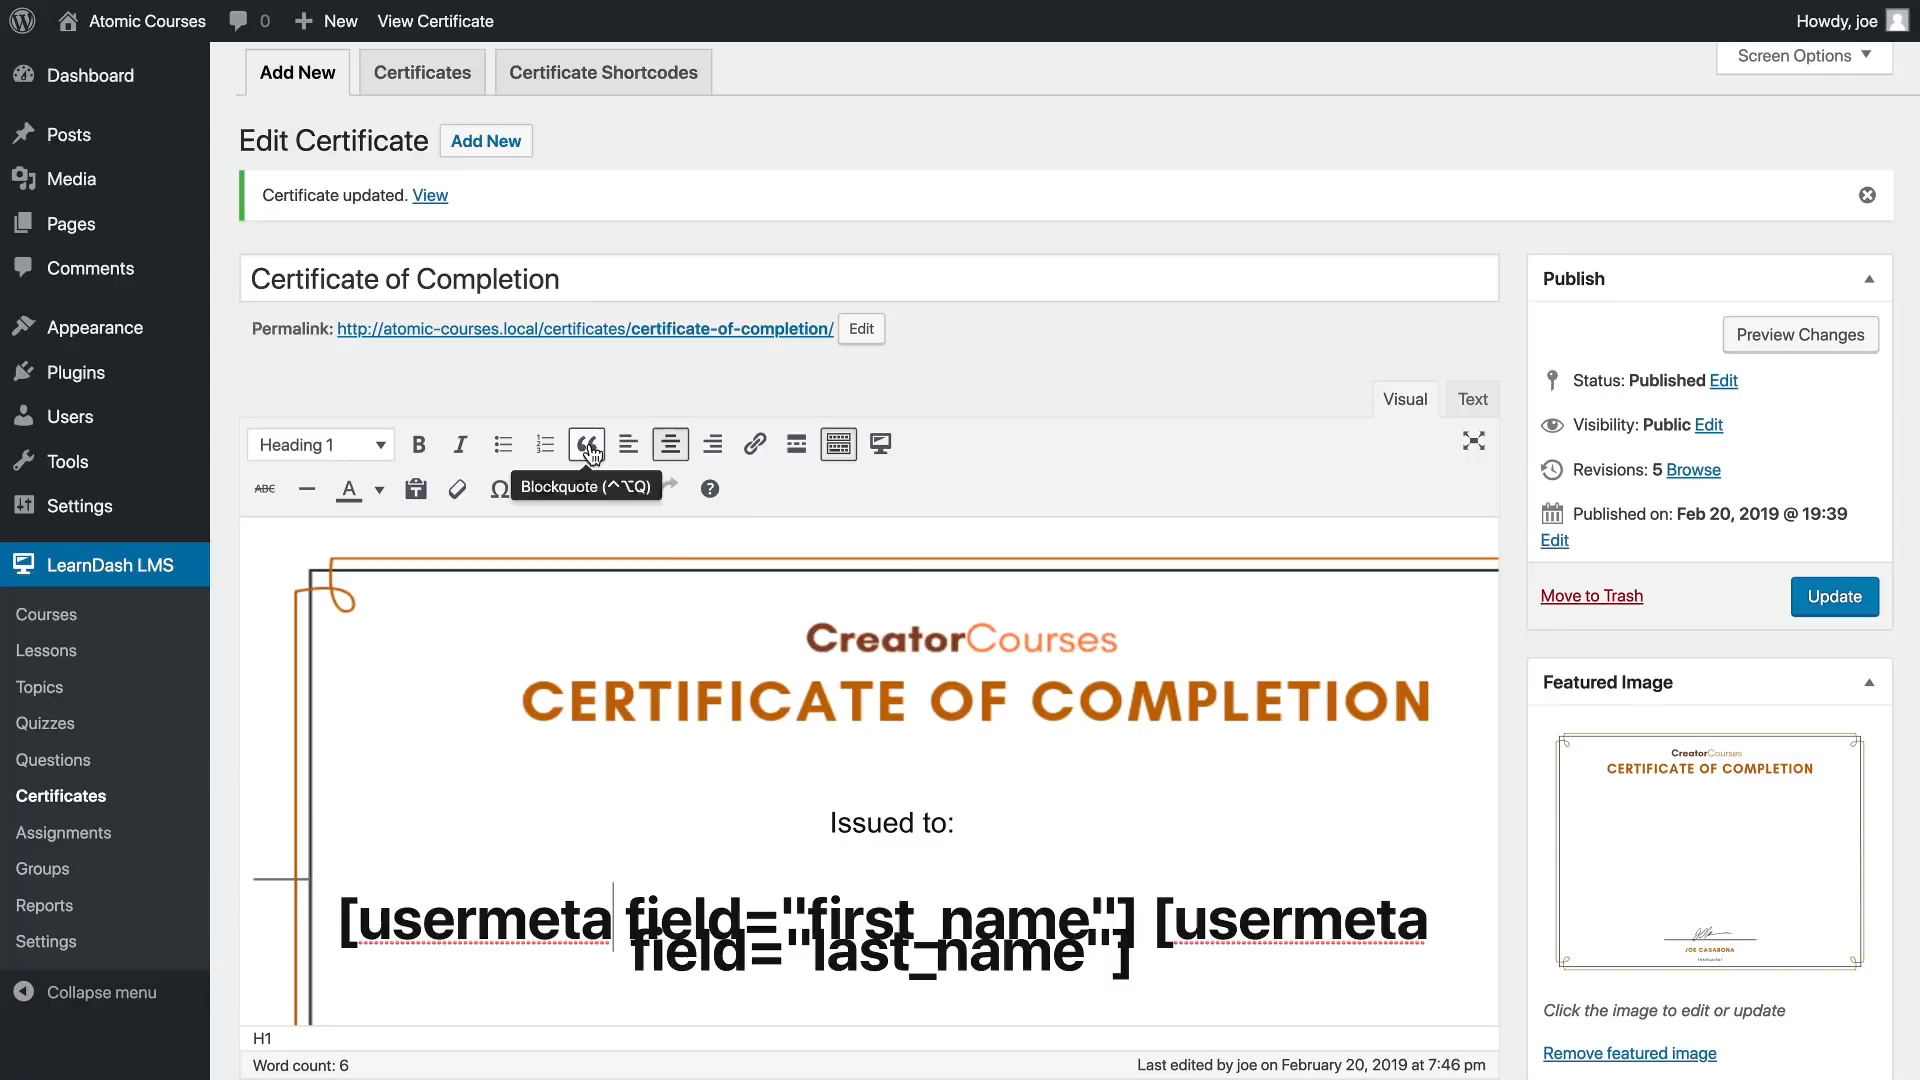 Atomic Courses 0 New View Certificate Howdy, joe
Dashboard
Posts
Media
Pages
Comments
Appearance
Plugins
Users
Tools
Settings
LearnDash LMS
Courses
Lessons
Topics
Quizzes
Questions
Certificates
Assignments
Groups
Reports
Settings
Collapse menu
Add New Certificates Certificate Shortcodes
Screen Options
Edit Certificate Add New
Certificate updated. View
Certificate of Completion
Permalink: http://atomic-courses.local/certificates/certificate-of-completion/ Edit
Visual Text
Heading 1 B I
ABC A Ω Blockquote (^⌥Q)
CreatorCourses
CERTIFICATE OF COMPLETION
Issued to:
[usermeta field="first_name"] [usermeta
field="last_name"]
H1
Word count: 6 Last edited by joe on February 20, 2019 at 7:46 pm
Publish
Preview Changes
Status: Published Edit
Visibility: Public Edit
Revisions: 5 Browse
Published on: Feb 20, 2019 @ 19:39
Edit
Move to Trash Update
Featured Image
CreatorCourses
CERTIFICATE OF COMPLETION
JOE CASABONA
Instructor
Click the image to edit or update
Remove featured image